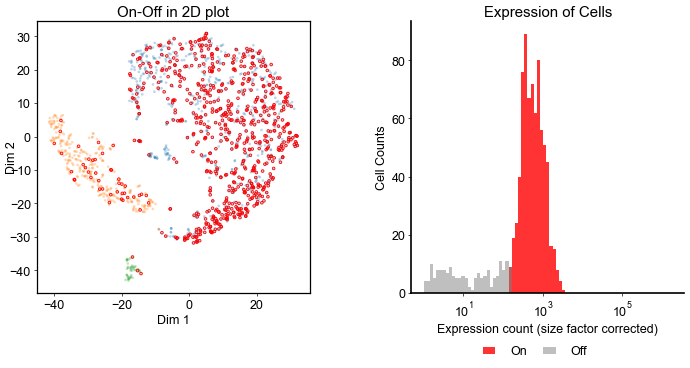 On-Off in 2D plot
30
20
10
0
−10
−20
−30
−40
Dim 2
−40
−20
0
20
Dim 1
Expression of Cells
80
60
40
20
0
Cell Counts
10^1
10^3
10^5
Expression count (size factor corrected)
On Off